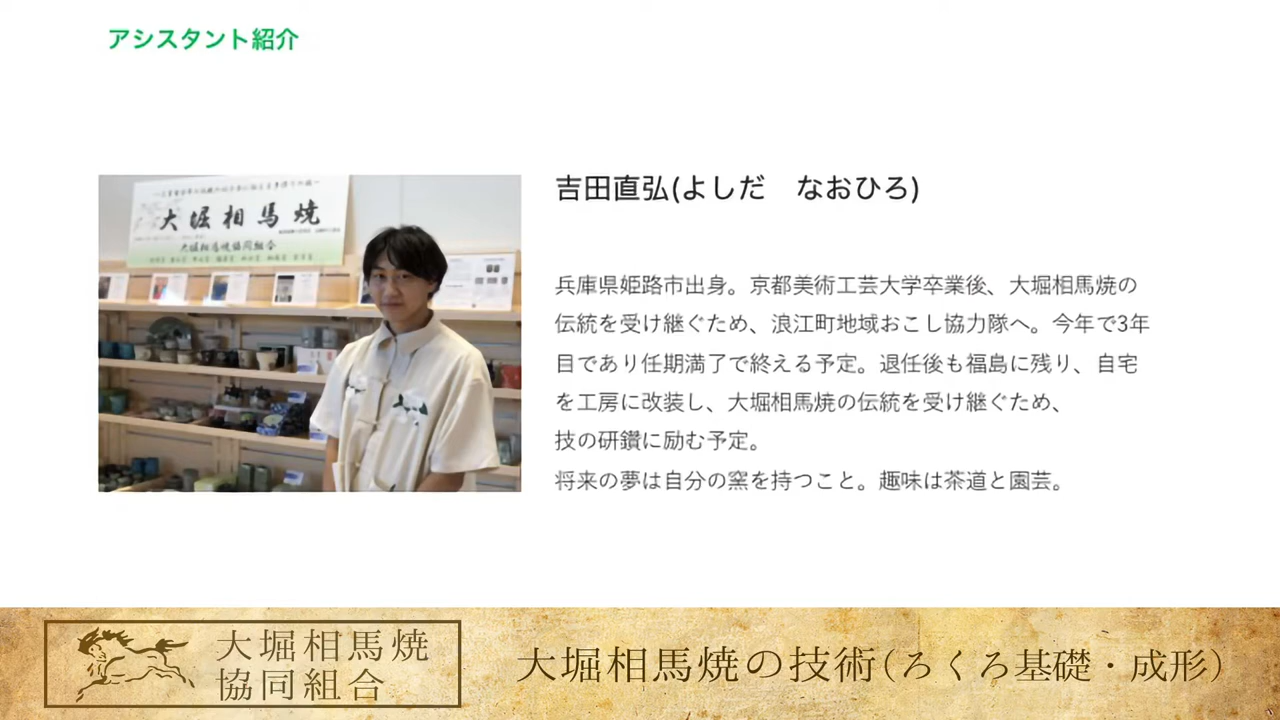 アシスタント紹介
大堀相馬焼
大堀相馬焼協同組合
吉田直弘(よしだ　なおひろ)
兵庫県姫路市出身。京都美術工芸大学卒業後、大堀相馬焼の
伝統を受け継ぐため、浪江町地域おこし協力隊へ。今年で3年
目であり任期満了で終える予定。退任後も福島に残り、自宅
を工房に改装し、大堀相馬焼の伝統を受け継ぐため、
技の研鑽に励む予定。
将来の夢は自分の窯を持つこと。趣味は茶道と園芸。
大堀相馬焼
協同組合
大堀相馬焼の技術(ろくろ基礎・成形)